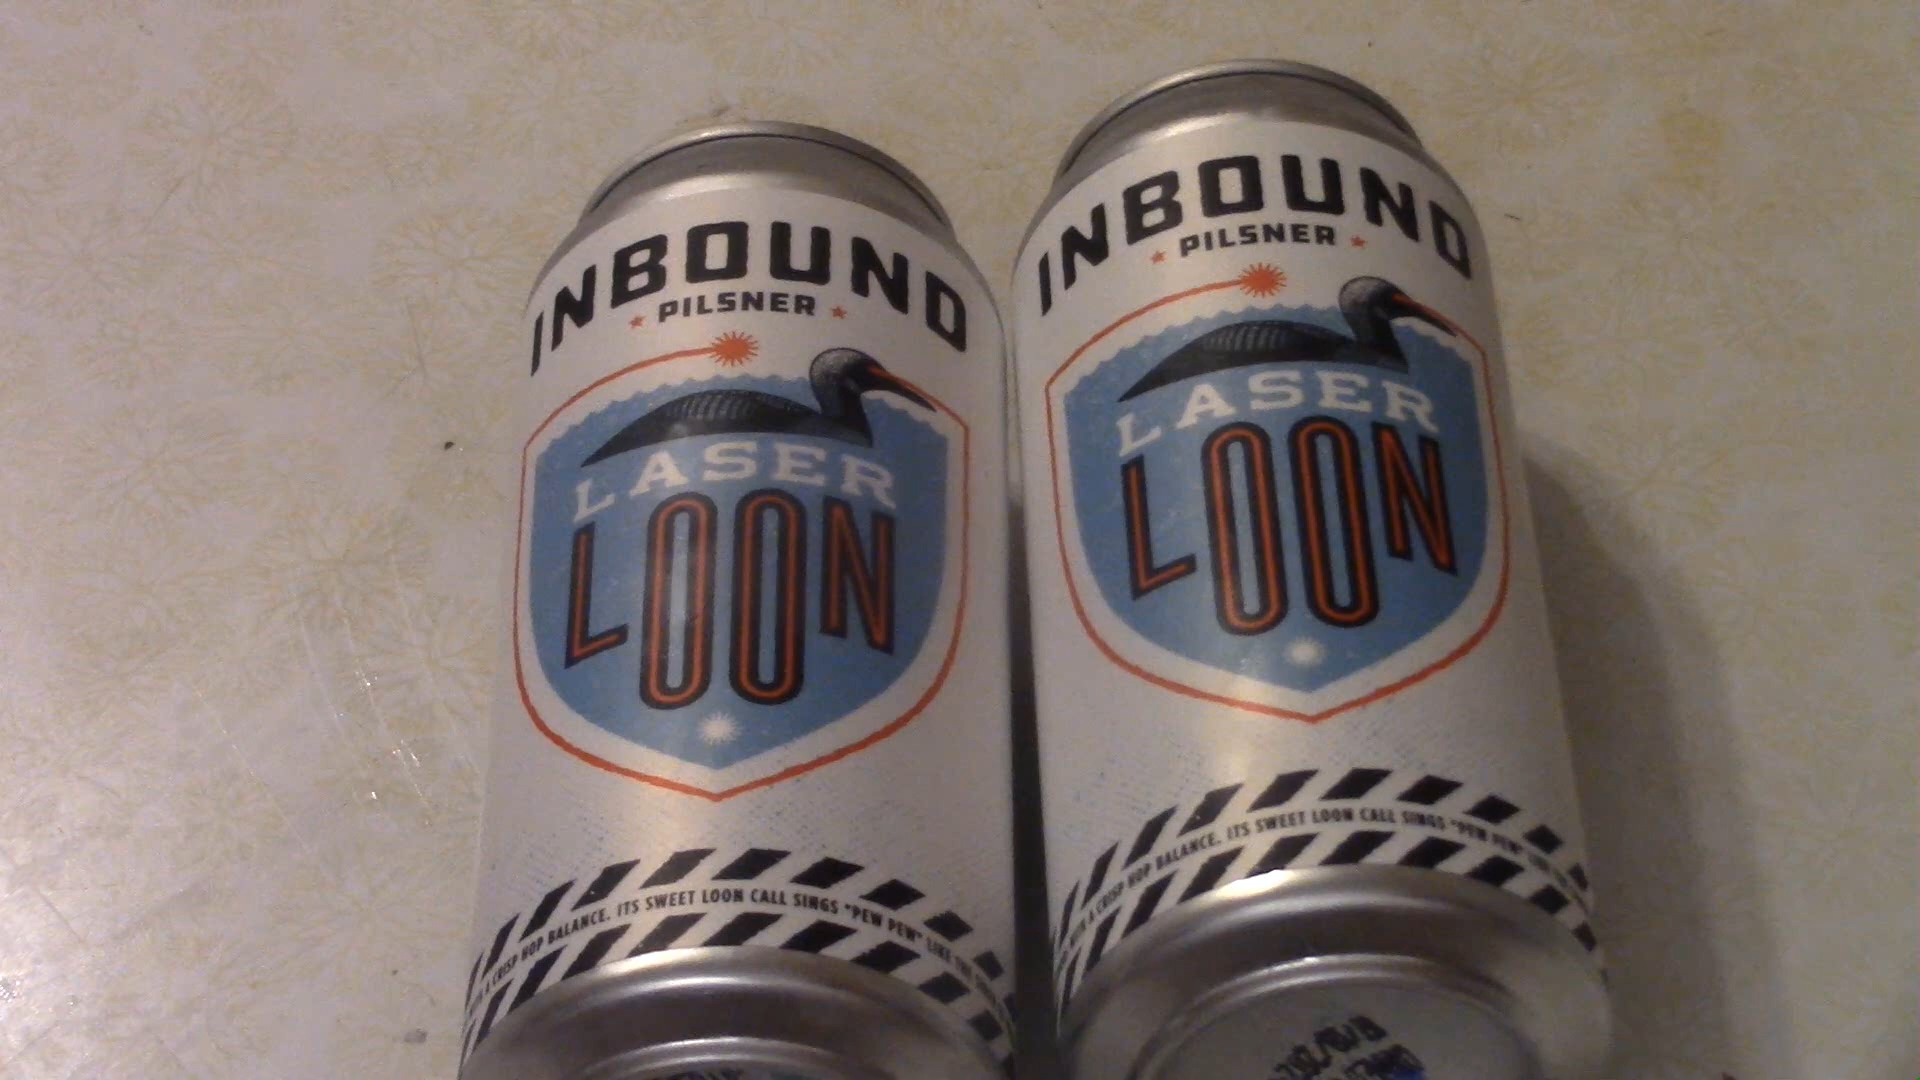 INBOUND
PILSNER
LASER
LOON
A CRISP HOP BALANCE. ITS SWEET LOON CALL SINGS "PEW PEW" LIKE THE
INBOUND
PILSNER
LASER
LOON
A CRISP HOP BALANCE. ITS SWEET LOON CALL SINGS "PEW PEW"